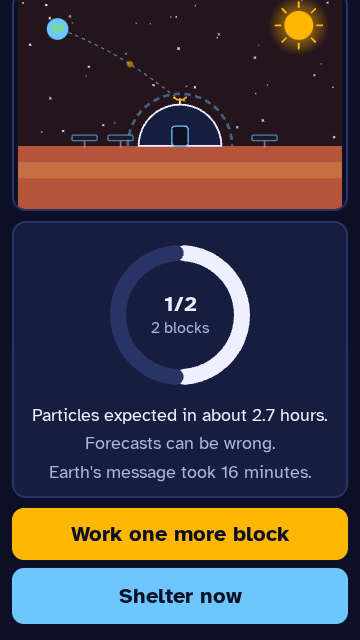 1/2
2 blocks
Particles expected in about 2.7 hours.
Forecasts can be wrong.
Earth's message took 16 minutes.
Work one more block
Shelter now